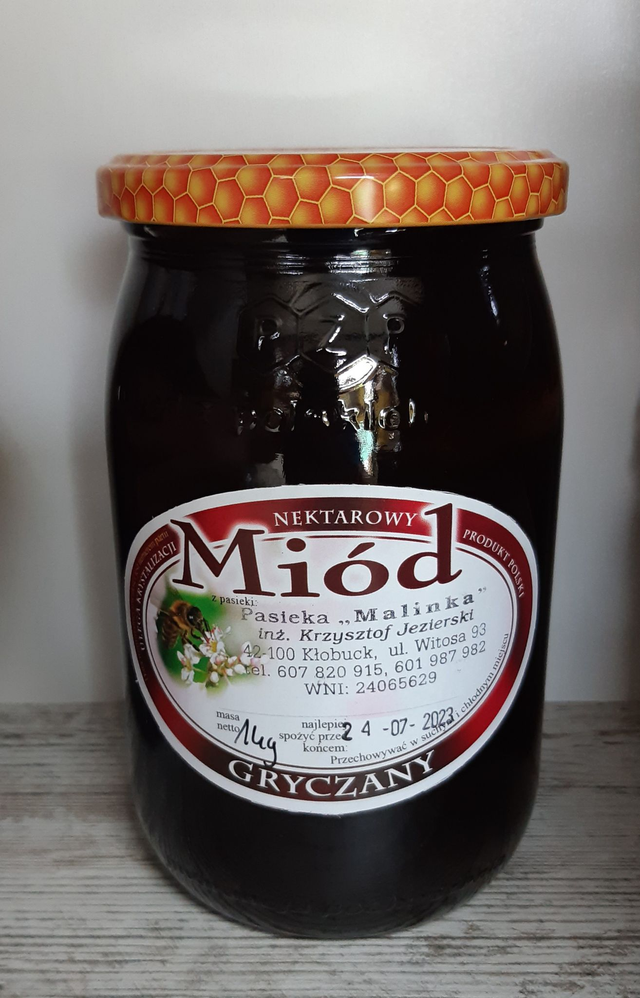 PZP
NEKTAROWY
Miód
PRODUKT POLSKI
z pasieki:
Pasieka „Malinka”
inż. Krzysztof Jezierski
42-100 Kłobuck, ul. Witosa 93
tel. 607 820 915, 601 987 982
WNI: 24065629
masa
netto 1kg
najlepiej
spożyć przed
końcem:
24-07-2023
Przechowywać w suchym i chłodnym miejscu
GRYCZANY